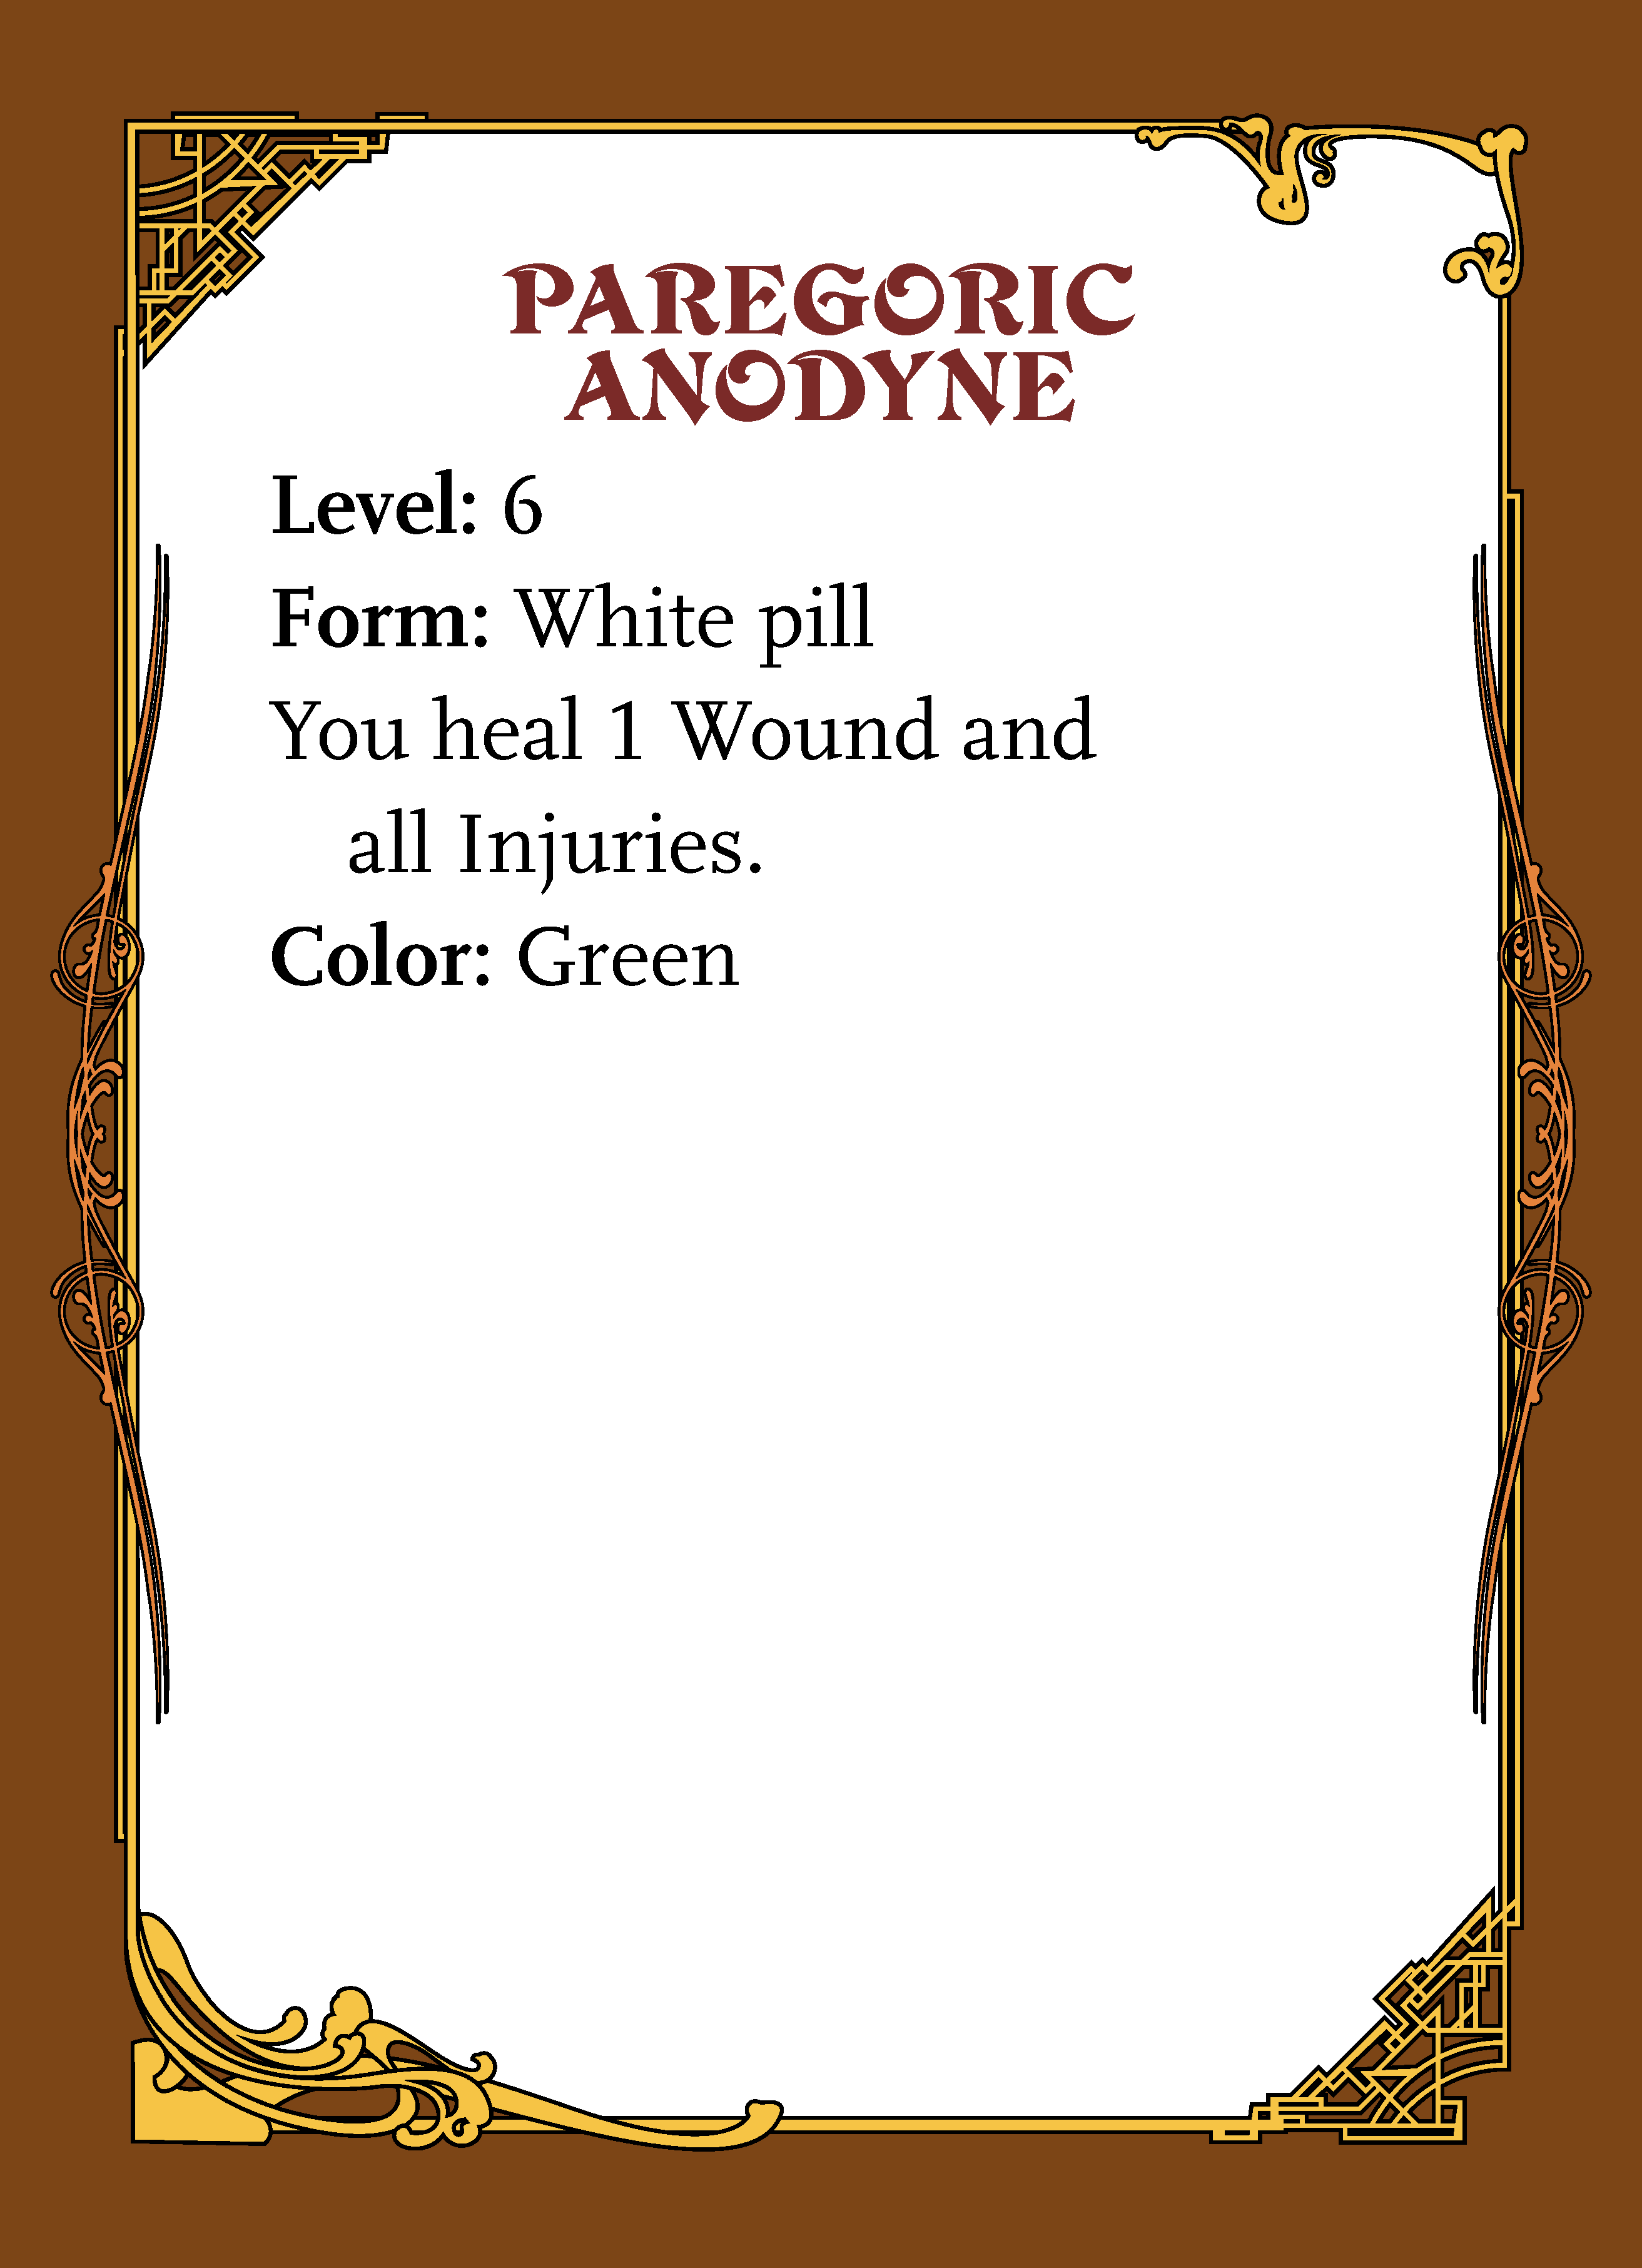 PAREGORIC
ANODYNE
Level: 6
Form: White pill
You heal 1 Wound and
all Injuries.
Color: Green